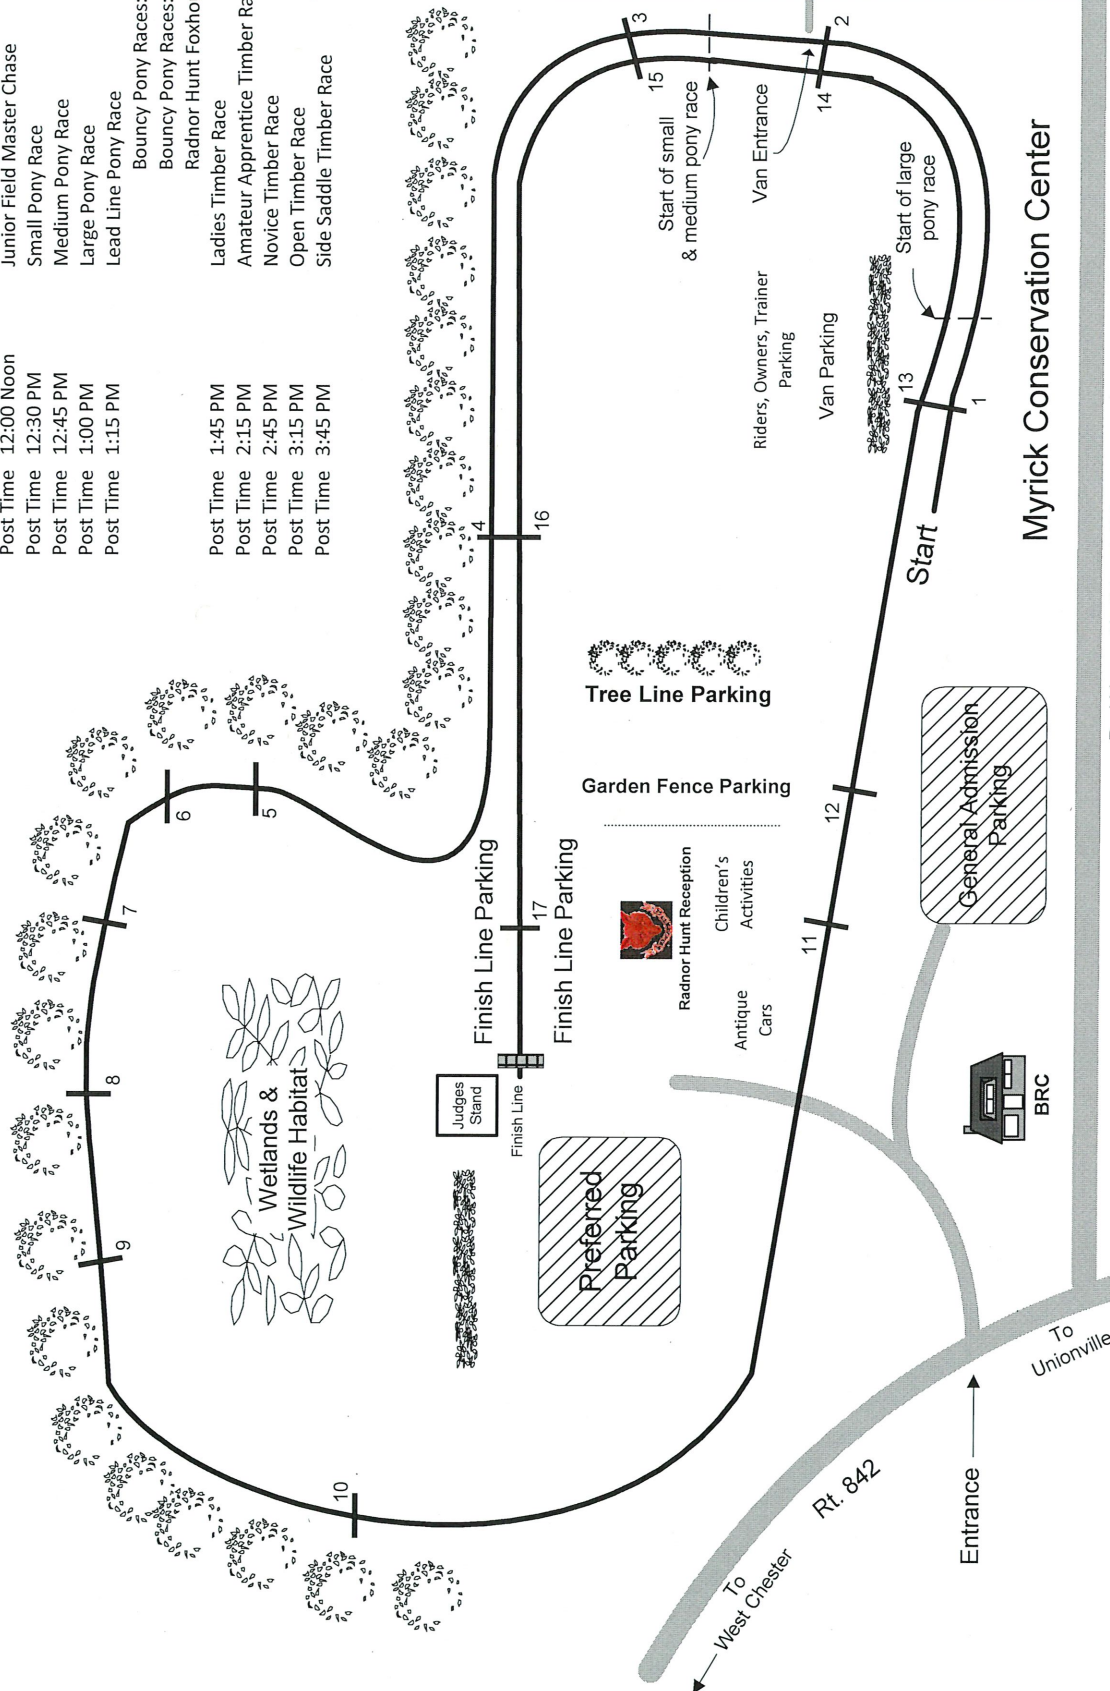 Post Time 12:00 Noon Junior Field Master Chase
Post Time 12:30 PM Small Pony Race
Post Time 12:45 PM Medium Pony Race
Post Time 1:00 PM Large Pony Race
Post Time 1:15 PM Lead Line Pony Race
Bouncy Pony Races:
Bouncy Pony Races:
Radnor Hunt Foxho
Post Time 1:45 PM Ladies Timber Race
Post Time 2:15 PM Amateur Apprentice Timber Ra
Post Time 2:45 PM Novice Timber Race
Post Time 3:15 PM Open Timber Race
Post Time 3:45 PM Side Saddle Timber Race
6
5
7
8
9
10
4
16
3
15
2
14
13
1
17
12
11
Wetlands &
Wildlife Habitat
Judges
Stand
Finish Line
Finish Line Parking
Finish Line Parking
Preferred
Parking
Radnor Hunt Reception
Children's
Activities
Antique
Cars
Garden Fence Parking
Tree Line Parking
Start of small
& medium pony race
Van Entrance
Riders, Owners, Trainer
Parking
Van Parking
Start of large
pony race
Start
General Admission
Parking
BRC
Myrick Conservation Center
Rt. 842
To
West Chester
Entrance
To
Unionville